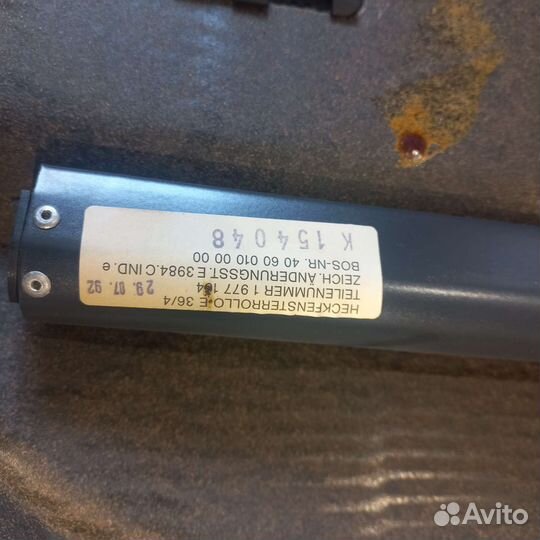 HECKFENSTERROLLO E 36/4
TEILENUMMER 1 977 164
ZEICH. ÄNDERUNGSST. E 3984.C IND. e
BOS-NR. 40 60 010 00 00
K 154048
29. 07. 92
Avito